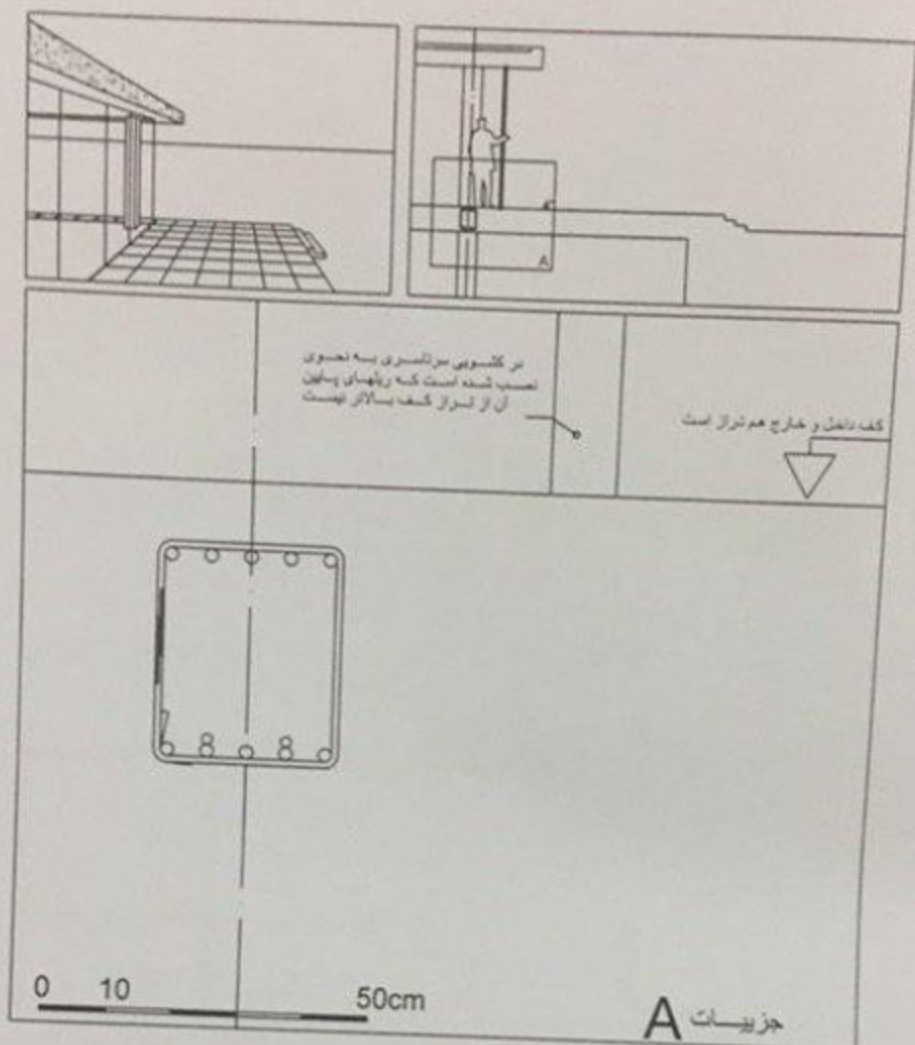 A
در کشویی سرتاسری به نحوی
نصب شده است که ریلهای پایین
آن از تراز کف بالاتر نیست
کف داخل و خارج هم تراز است
0 10 50cm
جزییات A